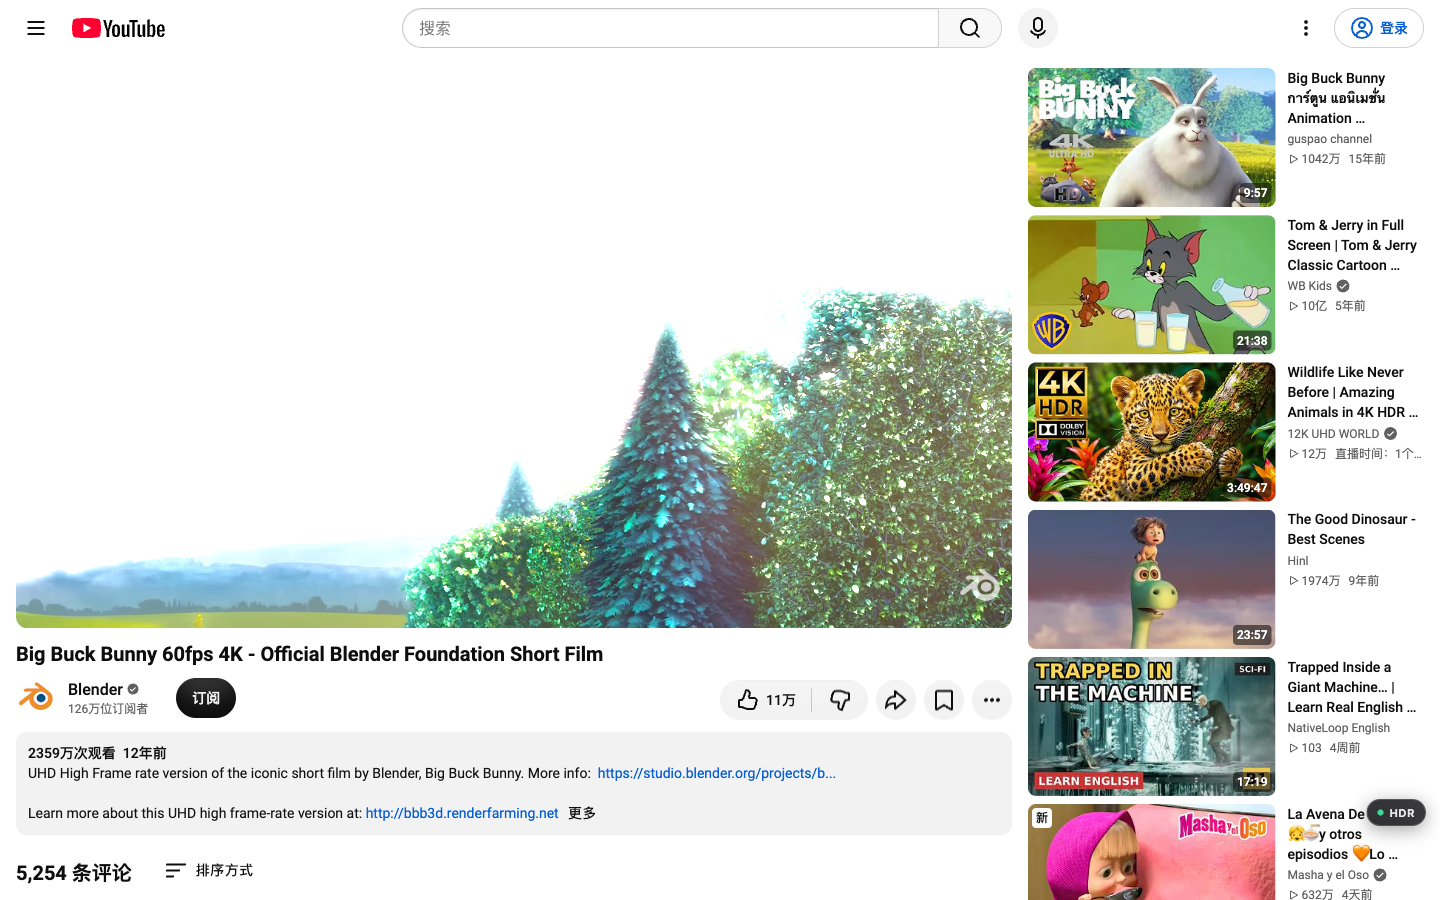 YouTube
搜索
登录
Big Buck Bunny 60fps 4K - Official Blender Foundation Short Film
Blender
126万位订阅者
订阅
11万
2359万次观看 12年前
UHD High Frame rate version of the iconic short film by Blender, Big Buck Bunny. More info: https://studio.blender.org/projects/b...
Learn more about this UHD high frame-rate version at: http://bbb3d.renderfarming.net 更多
5,254 条评论
排序方式
Big Buck
BUNNY
4K
ULTRA HD
HD
9:57
Big Buck Bunny
การ์ตูน แอนิเมชั่น
Animation ...
guspao channel
1042万 15年前
WB
21:38
Tom & Jerry in Full
Screen | Tom & Jerry
Classic Cartoon ...
WB Kids
10亿 5年前
4K
HDR
DOLBY
VISION
3:49:47
Wildlife Like Never
Before | Amazing
Animals in 4K HDR ...
12K UHD WORLD
12万 直播时间：1个...
23:57
The Good Dinosaur -
Best Scenes
Hinl
1974万 9年前
TRAPPED IN
THE MACHINE
SCI-FI
LEARN ENGLISH
17:19
Trapped Inside a
Giant Machine... |
Learn Real English ...
NativeLoop English
103 4周前
新
Masha y el Oso
La Avena De
HDR
👧🍜y otros
episodios 🧡Lo ...
Masha y el Oso
632万 4天前